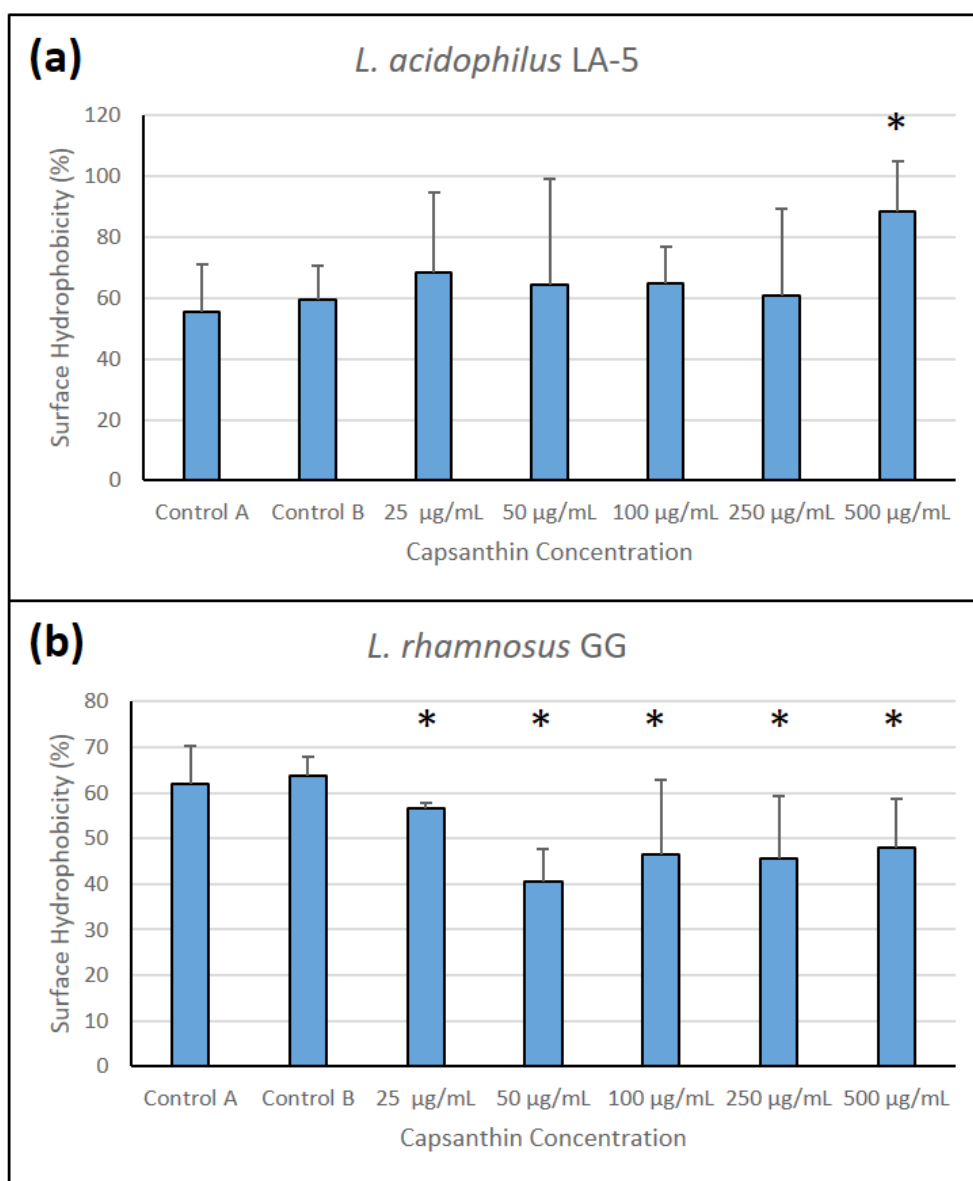 (a)
L. acidophilus LA-5
Surface Hydrophobicity (%)
120
100
80
60
40
20
0
*
Control A Control B 25 µg/mL 50 µg/mL 100 µg/mL 250 µg/mL 500 µg/mL
Capsanthin Concentration
(b)
L. rhamnosus GG
Surface Hydrophobicity (%)
80
70
60
50
40
30
20
10
0
* * * * *
Control A Control B 25 µg/mL 50 µg/mL 100 µg/mL 250 µg/mL 500 µg/mL
Capsanthin Concentration